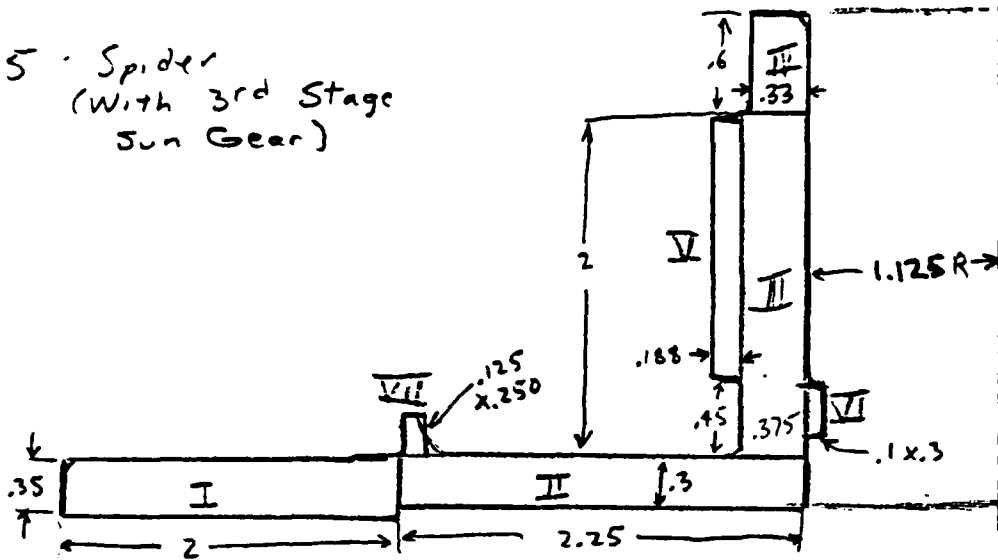 5 · Spider
(With 3rd Stage
Sun Gear)
.6
III
.33
2
V
II
1.125 R
.188
VII
.125
x.250
.45
.375
VI
.1 x.3
.35
I
II
.3
2
2.25